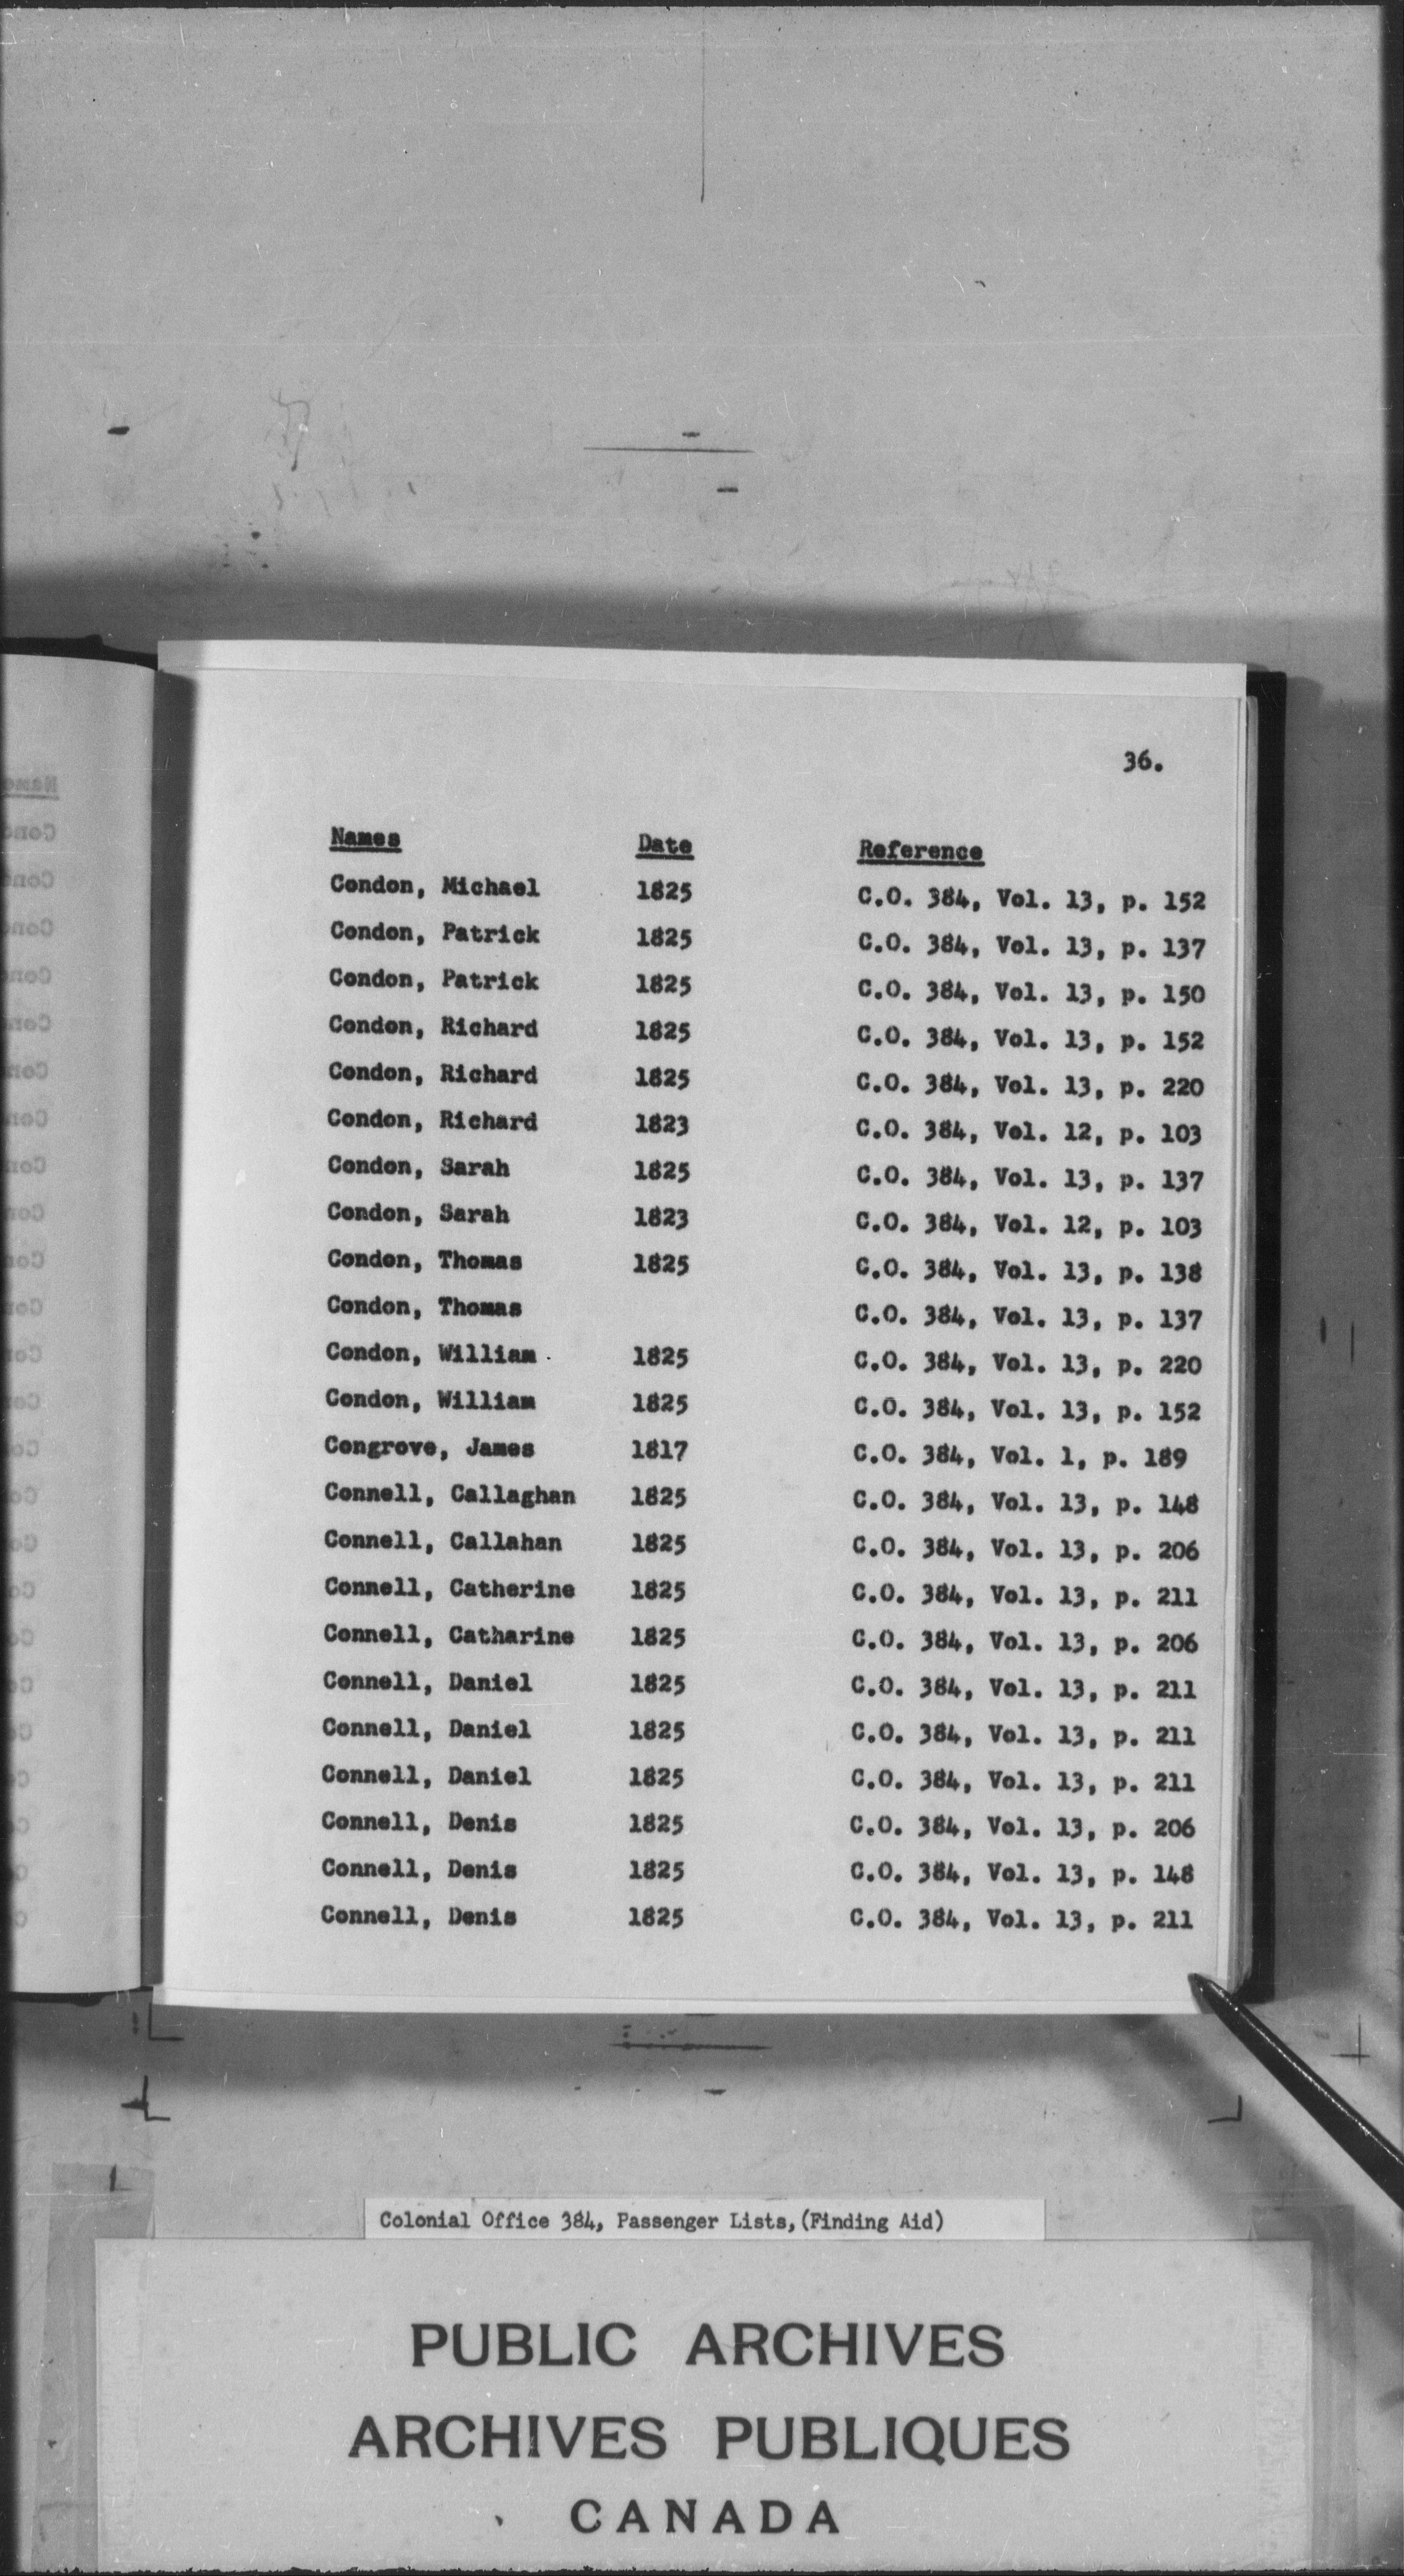 36.
Names Date Reference
Condon, Michael 1825 C.O. 384, Vol. 13, p. 152
Condon, Patrick 1825 C.O. 384, Vol. 13, p. 137
Condon, Patrick 1825 C.O. 384, Vol. 13, p. 150
Condon, Richard 1825 C.O. 384, Vol. 13, p. 152
Condon, Richard 1825 C.O. 384, Vol. 13, p. 220
Condon, Richard 1823 C.O. 384, Vol. 12, p. 103
Condon, Sarah 1825 C.O. 384, Vol. 13, p. 137
Condon, Sarah 1823 C.O. 384, Vol. 12, p. 103
Condon, Thomas 1825 C.O. 384, Vol. 13, p. 138
Condon, Thomas C.O. 384, Vol. 13, p. 137
Condon, William 1825 C.O. 384, Vol. 13, p. 220
Condon, William 1825 C.O. 384, Vol. 13, p. 152
Congrove, James 1817 C.O. 384, Vol. 1, p. 189
Connell, Callaghan 1825 C.O. 384, Vol. 13, p. 148
Connell, Callahan 1825 C.O. 384, Vol. 13, p. 206
Connell, Catherine 1825 C.O. 384, Vol. 13, p. 211
Connell, Catharine 1825 C.O. 384, Vol. 13, p. 206
Connell, Daniel 1825 C.O. 384, Vol. 13, p. 211
Connell, Daniel 1825 C.O. 384, Vol. 13, p. 211
Connell, Daniel 1825 C.O. 384, Vol. 13, p. 211
Connell, Denis 1825 C.O. 384, Vol. 13, p. 206
Connell, Denis 1825 C.O. 384, Vol. 13, p. 148
Connell, Denis 1825 C.O. 384, Vol. 13, p. 211
Colonial Office 384, Passenger Lists, (Finding Aid)
PUBLIC ARCHIVES
ARCHIVES PUBLIQUES
CANADA